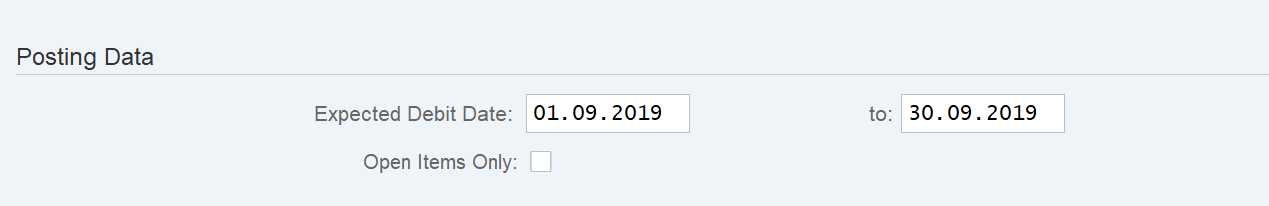 Posting Data
Expected Debit Date: 01.09.2019 to: 30.09.2019
Open Items Only: